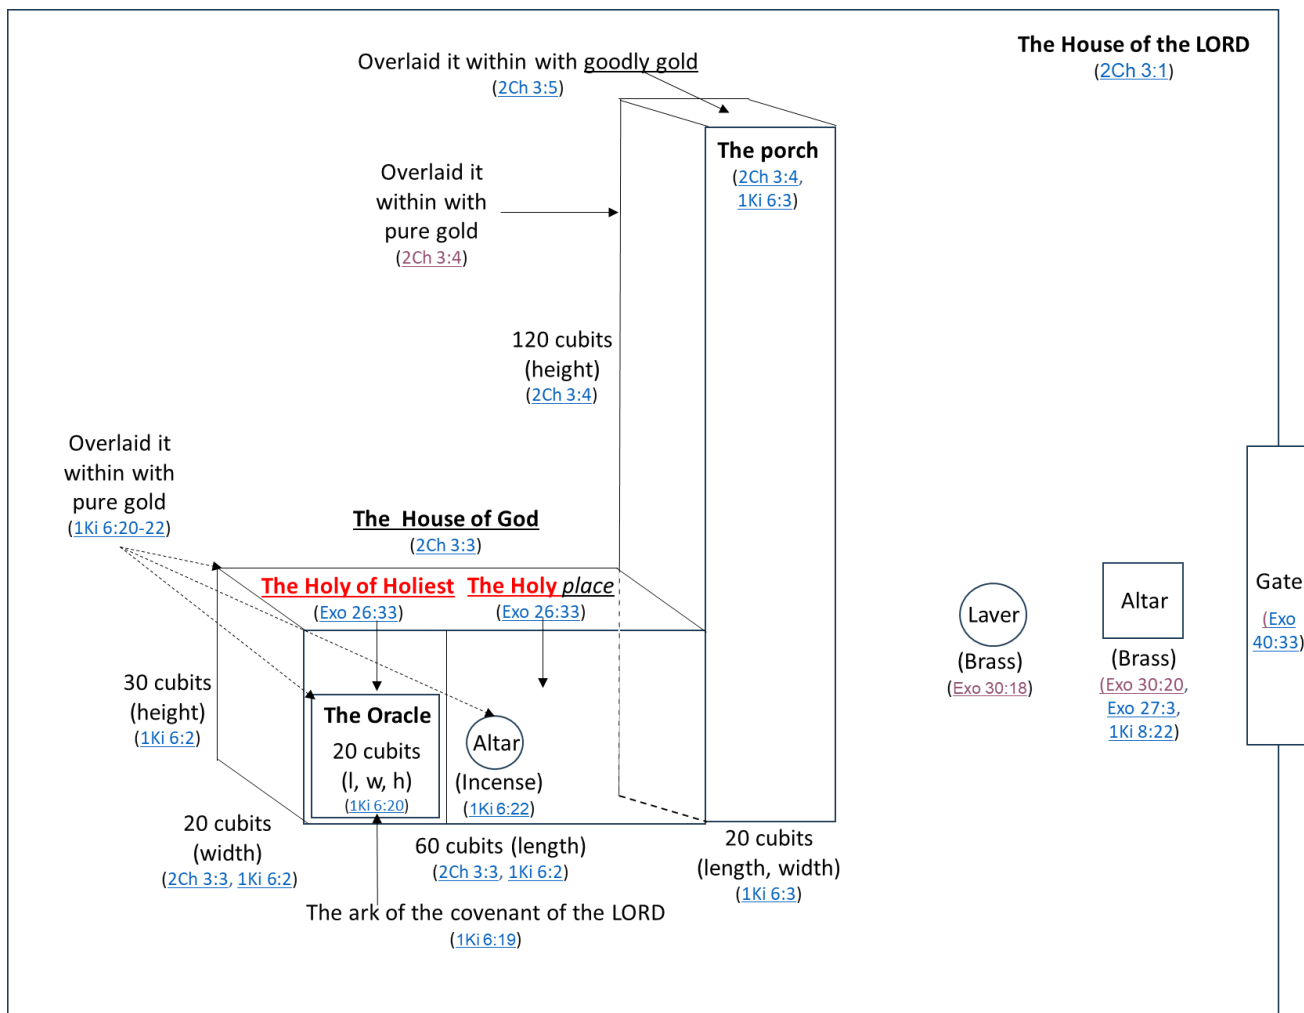 The House of the LORD
(2Ch 3:1)
Overlaid it within with goodly gold
(2Ch 3:5)
The porch
(2Ch 3:4,
1Ki 6:3)
Overlaid it
within with
pure gold
(2Ch 3:4)
120 cubits
(height)
(2Ch 3:4)
Overlaid it
within with
pure gold
(1Ki 6:20-22)
The House of God
(2Ch 3:3)
The Holy of Holiest
(Exo 26:33)
The Holy place
(Exo 26:33)
30 cubits
(height)
(1Ki 6:2)
The Oracle
20 cubits
(l, w, h)
(1Ki 6:20)
Altar
(Incense)
(1Ki 6:22)
20 cubits
(width)
(2Ch 3:3, 1Ki 6:2)
60 cubits (length)
(2Ch 3:3, 1Ki 6:2)
20 cubits
(length, width)
(1Ki 6:3)
The ark of the covenant of the LORD
(1Ki 6:19)
Laver
(Brass)
(Exo 30:18)
Altar
(Brass)
(Exo 30:20,
Exo 27:3,
1Ki 8:22)
Gate
(Exo
40:33)